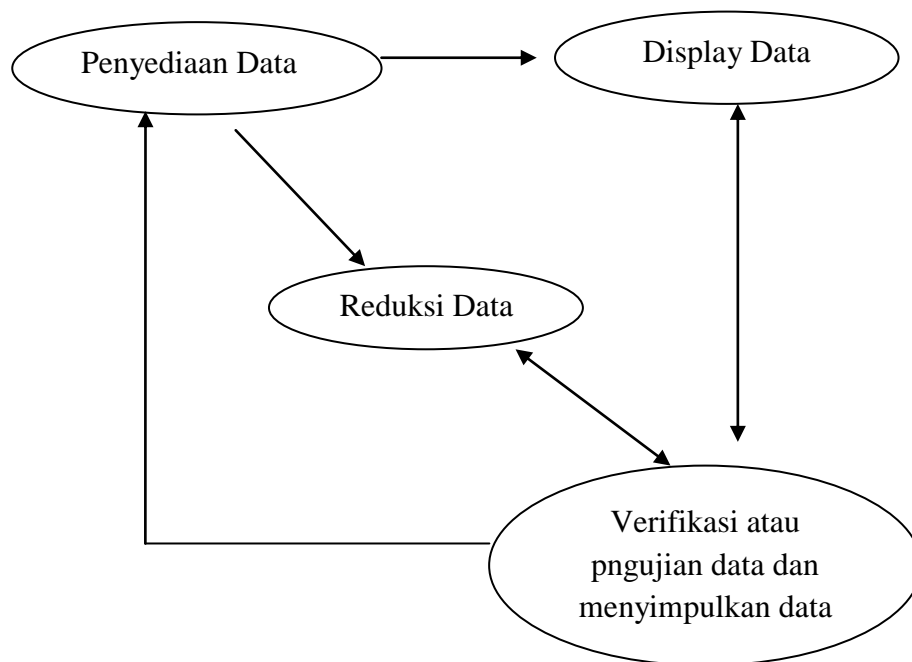 Penyediaan Data
Display Data
Reduksi Data
Verifikasi atau
pngujian data dan
menyimpulkan data